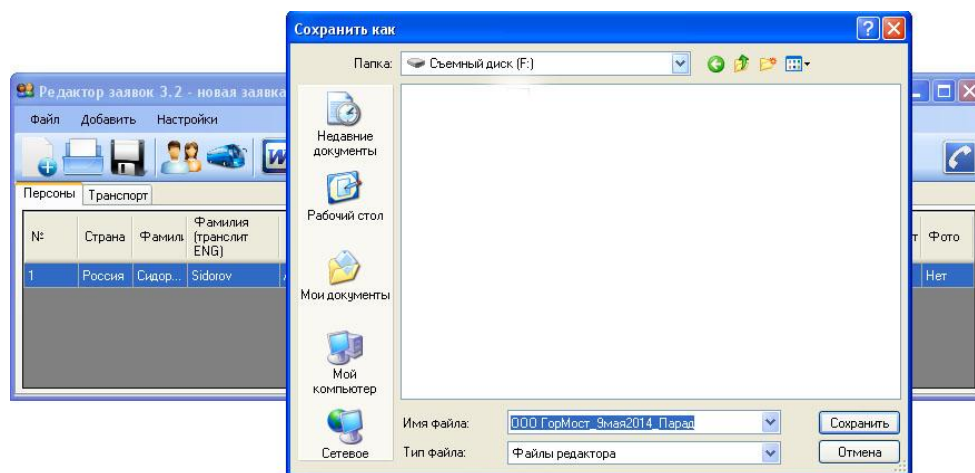 Сохранить как
Папка: Съемный диск (F:)
Редактор заявок 3.2 - новая заявка
Файл Добавить Настройки
Недавние
документы
Рабочий стол
Мои документы
Мой
компьютер
Сетевое
Персоны Транспорт
№ Страна Фамили Фамилия
(транслит
ENG)
т Фото
1 Россия Сидор... Sidorov
Нет
Имя файла: ООО ГорМост_9мая2014_Парад Сохранить
Тип файла: Файлы редактора Отмена